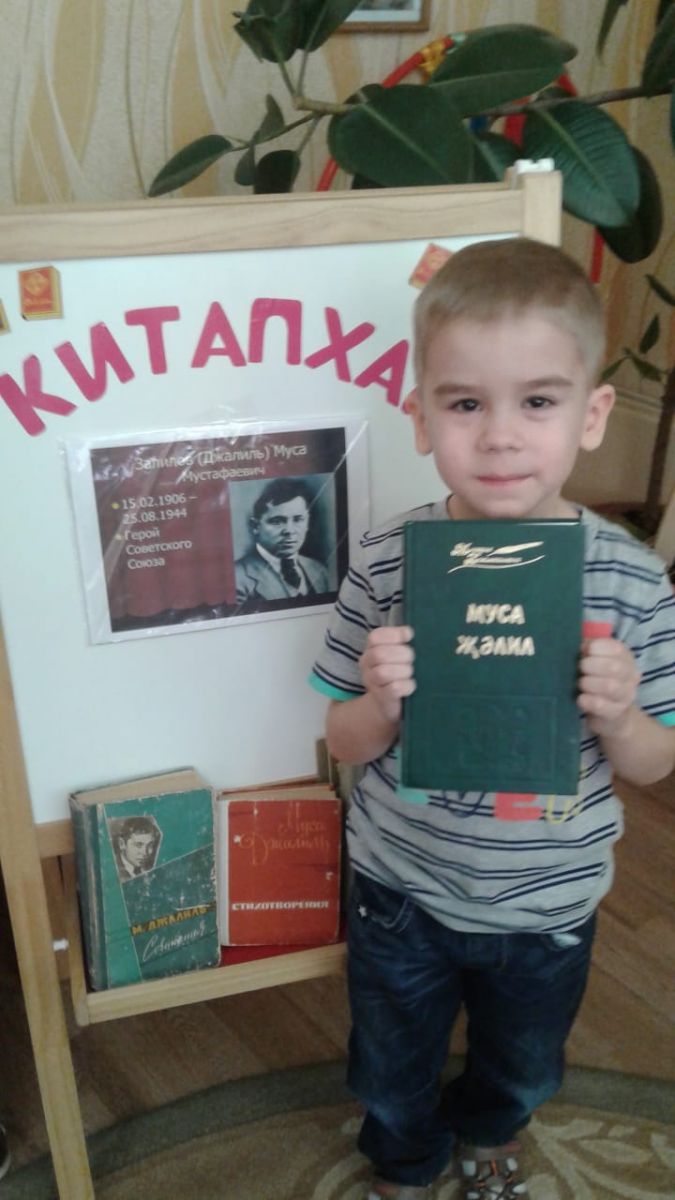 КИТАПХА
Залилов (Джалиль) Муса
Мустафаевич
15.02.1906 –
25.08.1944
Герой
Советского
Союза
МУСА
ҖӘЛИЛ
М. ДЖАЛИЛЬ
Сочинения
Муса
Джалиль
СТИХОТВОРЕНИЯ